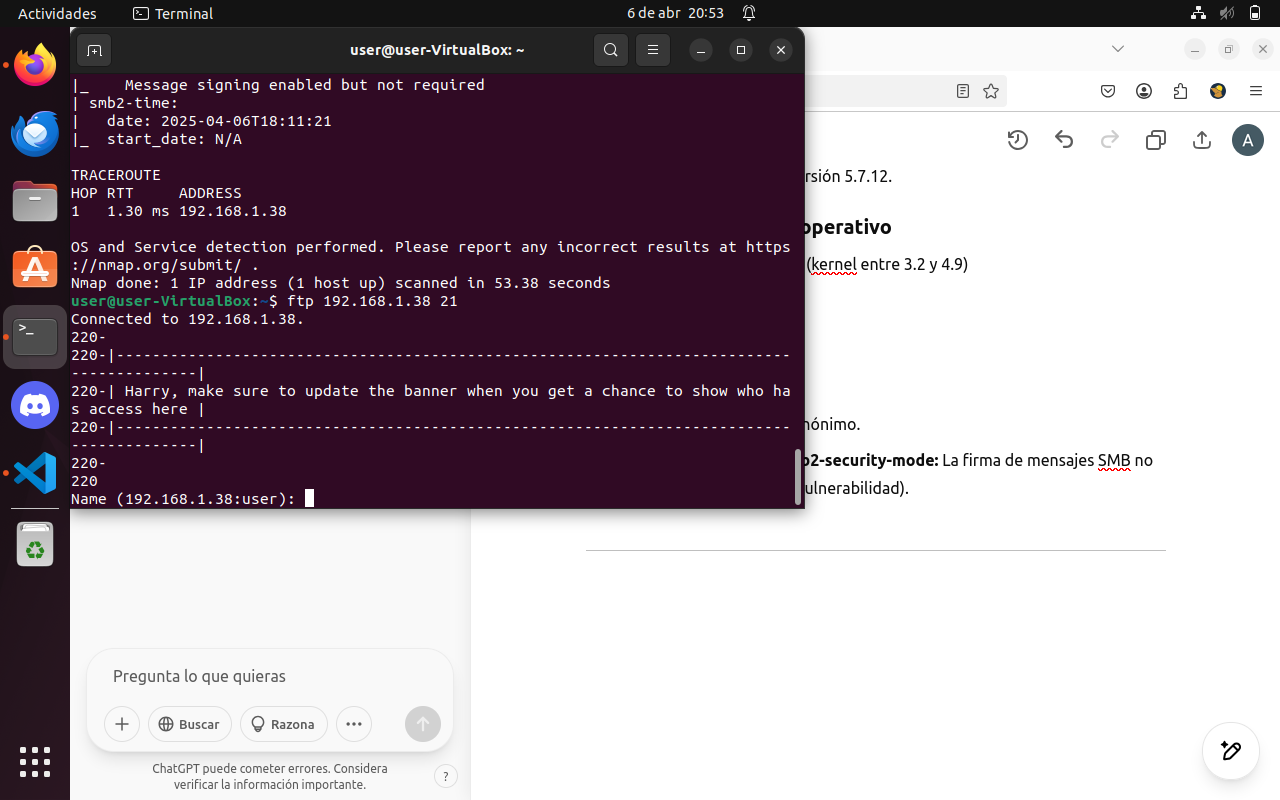 Actividades
Terminal
6 de abr 20:53
user@user-VirtualBox: ~
|_    Message signing enabled but not required
| smb2-time:
|   date: 2025-04-06T18:11:21
|_  start_date: N/A
TRACEROUTE
HOP RTT     ADDRESS
1   1.30 ms 192.168.1.38
OS and Service detection performed. Please report any incorrect results at https
://nmap.org/submit/ .
Nmap done: 1 IP address (1 host up) scanned in 53.38 seconds
user@user-VirtualBox:~$ ftp 192.168.1.38 21
Connected to 192.168.1.38.
220-
220-|---------------------------------------------------------------------------
--------------|
220-| Harry, make sure to update the banner when you get a chance to show who ha
s access here |
220-|---------------------------------------------------------------------------
--------------|
220-
220
Name (192.168.1.38:user):
A
rsión 5.7.12.
operativo
(kernel entre 3.2 y 4.9)
nónimo.
o2-security-mode: La firma de mensajes SMB no
ulnerabilidad).
Pregunta lo que quieras
Buscar
Razona
ChatGPT puede cometer errores. Considera
verificar la información importante.
?